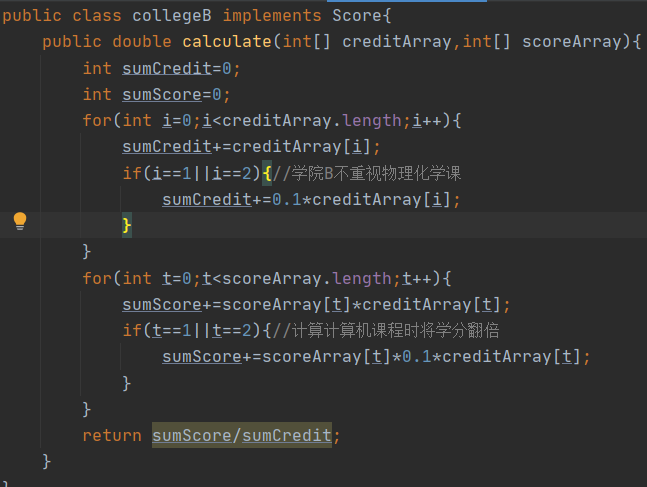 public class collegeB implements Score{
public double calculate(int[] creditArray,int[] scoreArray){
int sumCredit=0;
int sumScore=0;
for(int i=0;i<creditArray.length;i++){
sumCredit+=creditArray[i];
if(i==1||i==2){//学院B不重视物理化学课
sumCredit+=0.1*creditArray[i];
}
}
for(int t=0;t<scoreArray.length;t++){
sumScore+=scoreArray[t]*creditArray[t];
if(t==1||t==2){//计算计算机课程时将学分翻倍
sumScore+=scoreArray[t]*0.1*creditArray[t];
}
}
return sumScore/sumCredit;
}
}